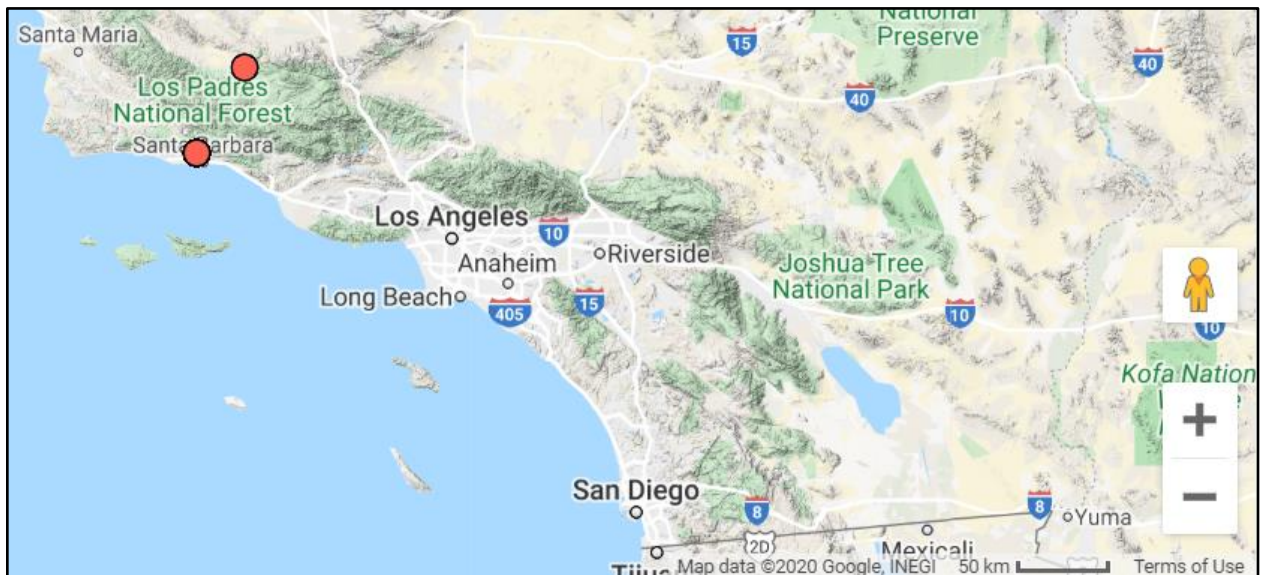 National
Preserve
Santa Maria
15
40
40
Los Padres
National Forest
Santa Barbara
Los Angeles
10
Riverside
Anaheim
Joshua Tree
National Park
Long Beach
15
405
10
10
Kofa Nation
San Diego
8
8
Yuma
2D
Mexicali
Map data ©2020 Google, INEGI 50 km Terms of Use